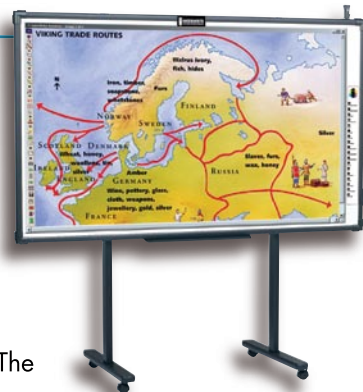 VIKING TRADE ROUTES
Walrus ivory,
fish, hides
Iron, timber
soapstone,
whetstones
Furs
N
FINLAND
NORWAY
SWEDEN
SCOTLAND
DENMARK
Wheat, honey,
woollens, tin,
silver
IRELAND
ENGLAND
Amber
GERMANY
Wine, pottery, glass,
cloth, weapons,
jewellery, gold, silver
FRANCE
Slaves, furs,
wax, honey
RUSSIA
Silver
The